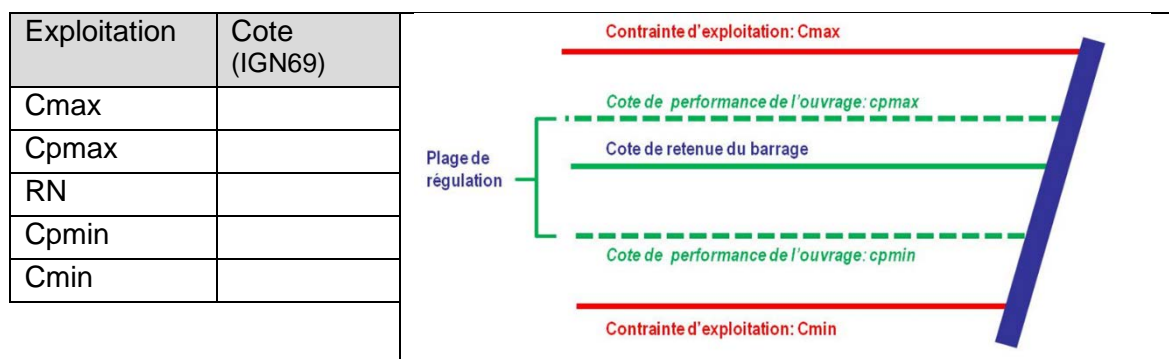 Exploitation Cote
(IGN69)
Cmax
Cpmax
RN
Cpmin
Cmin
Contrainte d'exploitation: Cmax
Cote de performance de l'ouvrage: cpmax
Cote de retenue du barrage
Plage de
régulation
Cote de performance de l'ouvrage: cpmin
Contrainte d'exploitation: Cmin